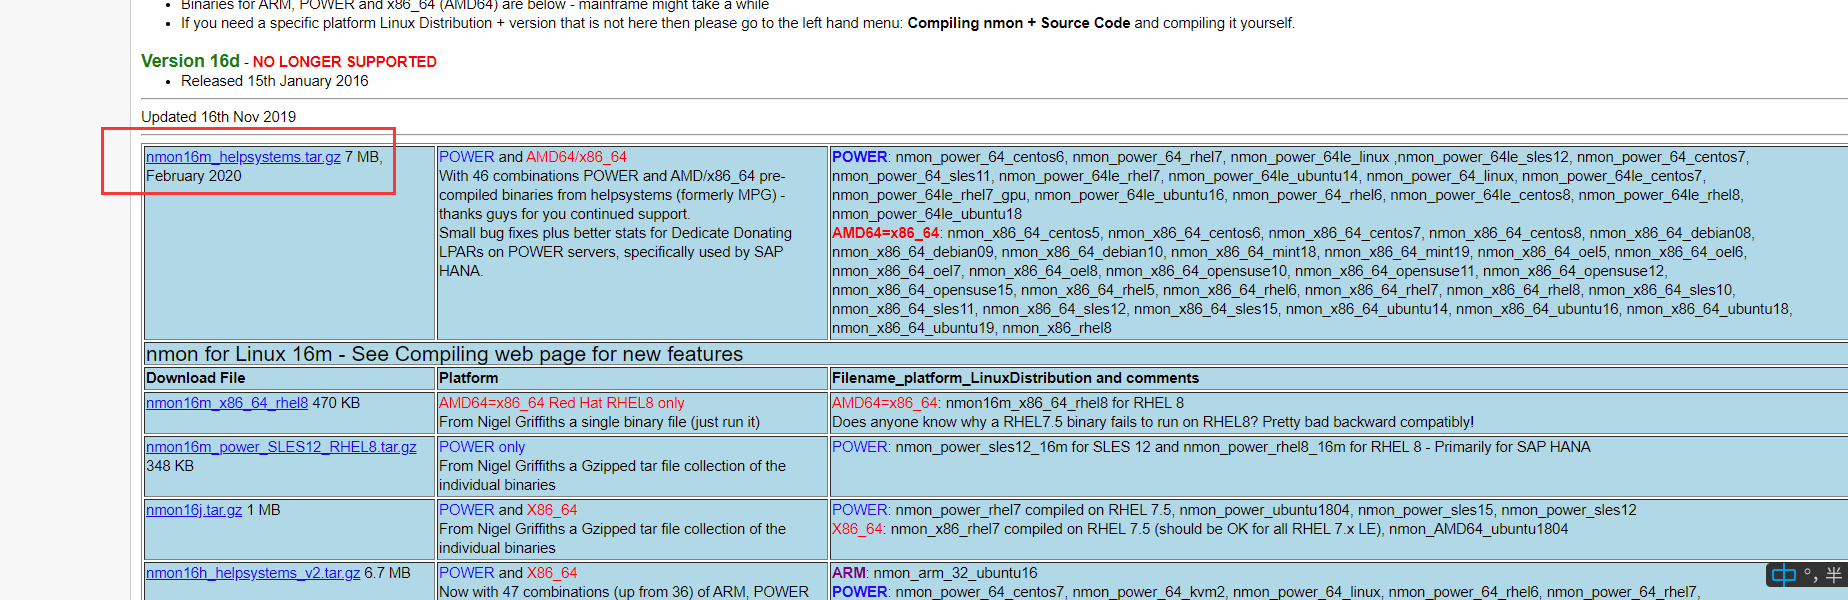 Binaries for ARM, POWER and x86_64 (AMD64) are below - mainframe might take a while
If you need a specific platform Linux Distribution + version that is not here then please go to the left hand menu: Compiling nmon + Source Code and compiling it yourself.
Version 16d - NO LONGER SUPPORTED
Released 15th January 2016
Updated 16th Nov 2019
nmon16m_helpsystems.tar.gz 7 MB,
February 2020
POWER and AMD64/x86_64
With 46 combinations POWER and AMD/x86_64 pre-
compiled binaries from helpsystems (formerly MPG) -
thanks guys for you continued support.
Small bug fixes plus better stats for Dedicate Donating
LPARs on POWER servers, specifically used by SAP
HANA.
POWER: nmon_power_64_centos6, nmon_power_64_rhel7, nmon_power_64le_linux ,nmon_power_64le_sles12, nmon_power_64_centos7,
nmon_power_64_sles11, nmon_power_64le_rhel7, nmon_power_64le_ubuntu14, nmon_power_64_linux, nmon_power_64le_centos7,
nmon_power_64le_rhel7_gpu, nmon_power_64le_ubuntu16, nmon_power_64_rhel6, nmon_power_64le_centos8, nmon_power_64le_rhel8,
nmon_power_64le_ubuntu18
AMD64=x86_64: nmon_x86_64_centos5, nmon_x86_64_centos6, nmon_x86_64_centos7, nmon_x86_64_centos8, nmon_x86_64_debian08,
nmon_x86_64_debian09, nmon_x86_64_debian10, nmon_x86_64_mint18, nmon_x86_64_mint19, nmon_x86_64_oel5, nmon_x86_64_oel6,
nmon_x86_64_oel7, nmon_x86_64_oel8, nmon_x86_64_opensuse10, nmon_x86_64_opensuse11, nmon_x86_64_opensuse12,
nmon_x86_64_opensuse15, nmon_x86_64_rhel5, nmon_x86_64_rhel6, nmon_x86_64_rhel7, nmon_x86_64_rhel8, nmon_x86_64_sles10,
nmon_x86_64_sles11, nmon_x86_64_sles12, nmon_x86_64_sles15, nmon_x86_64_ubuntu14, nmon_x86_64_ubuntu16, nmon_x86_64_ubuntu18,
nmon_x86_64_ubuntu19, nmon_x86_rhel8
nmon for Linux 16m - See Compiling web page for new features
Download File
Platform
Filename_platform_LinuxDistribution and comments
nmon16m_x86_64_rhel8 470 KB
AMD64=x86_64 Red Hat RHEL8 only
From Nigel Griffiths a single binary file (just run it)
AMD64=x86_64: nmon16m_x86_64_rhel8 for RHEL 8
Does anyone know why a RHEL7.5 binary fails to run on RHEL8? Pretty bad backward compatibly!
nmon16m_power_SLES12_RHEL8.tar.gz
348 KB
POWER only
From Nigel Griffiths a Gzipped tar file collection of the
individual binaries
POWER: nmon_power_sles12_16m for SLES 12 and nmon_power_rhel8_16m for RHEL 8 - Primarily for SAP HANA
nmon16j.tar.gz 1 MB
POWER and X86_64
From Nigel Griffiths a Gzipped tar file collection of the
individual binaries
POWER: nmon_power_rhel7 compiled on RHEL 7.5, nmon_power_ubuntu1804, nmon_power_sles15, nmon_power_sles12
X86_64: nmon_x86_rhel7 compiled on RHEL 7.5 (should be OK for all RHEL 7.x LE), nmon_AMD64_ubuntu1804
nmon16h_helpsystems_v2.tar.gz 6.7 MB
POWER and X86_64
Now with 47 combinations (up from 36) of ARM, POWER
ARM: nmon_arm_32_ubuntu16
POWER: nmon_power_64_centos7, nmon_power_64_kvm2, nmon_power_64_linux, nmon_power_64_rhel6, nmon_power_64_rhel7,
中 °, 半